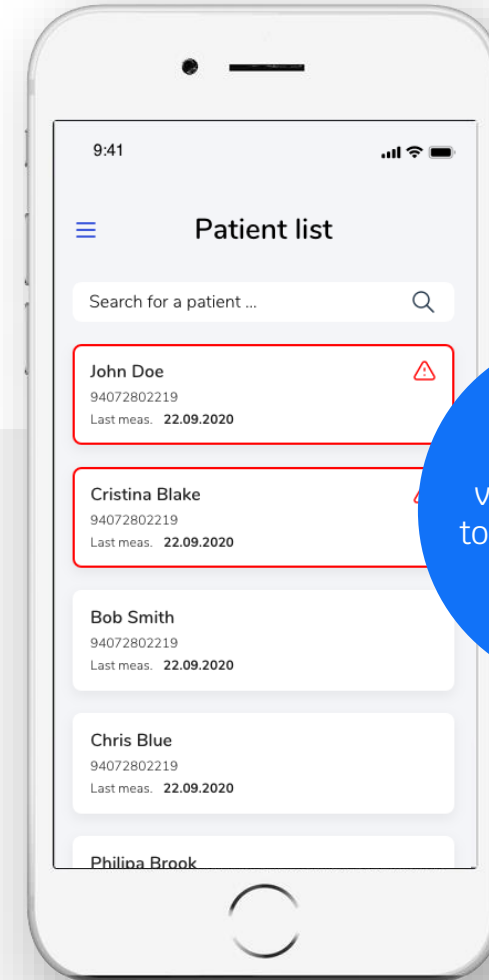 9:41
Patient list
Search for a patient ...
John Doe
94072802219
Last meas. 22.09.2020
Cristina Blake
94072802219
Last meas. 22.09.2020
Bob Smith
94072802219
Last meas. 22.09.2020
Chris Blue
94072802219
Last meas. 22.09.2020
Philipa Brook
to